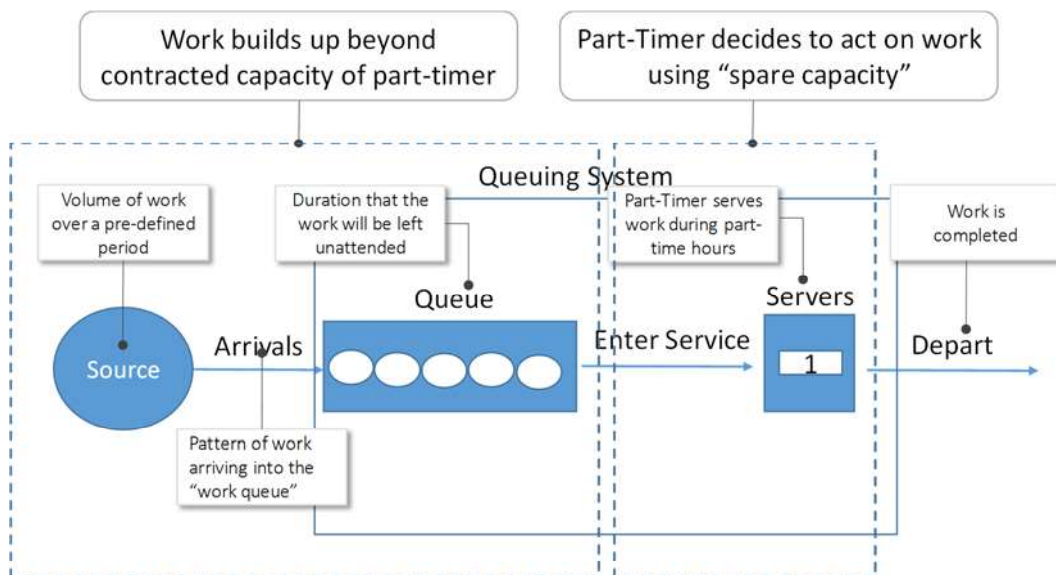 Work builds up beyond
contracted capacity of part-timer
Part-Timer decides to act on work
using “spare capacity”
Queuing System
Volume of work
over a pre-defined
period
Duration that the
work will be left
unattended
Part-Timer serves
work during part-
time hours
Work is
completed
Queue
Servers
Source
Arrivals
Enter Service
1
Depart
Pattern of work
arriving into the
“work queue”